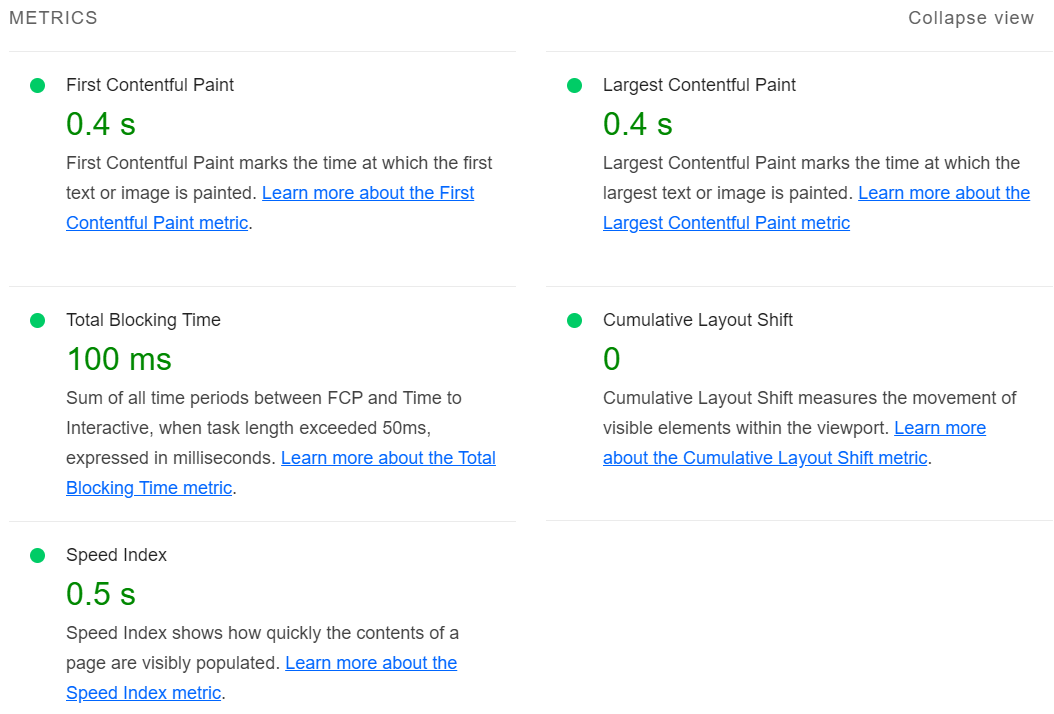 METRICS
Collapse view
First Contentful Paint
0.4 s
First Contentful Paint marks the time at which the first
text or image is painted. Learn more about the First
Contentful Paint metric.
Largest Contentful Paint
0.4 s
Largest Contentful Paint marks the time at which the
largest text or image is painted. Learn more about the
Largest Contentful Paint metric
Total Blocking Time
100 ms
Sum of all time periods between FCP and Time to
Interactive, when task length exceeded 50ms,
expressed in milliseconds. Learn more about the Total
Blocking Time metric.
Cumulative Layout Shift
0
Cumulative Layout Shift measures the movement of
visible elements within the viewport. Learn more
about the Cumulative Layout Shift metric.
Speed Index
0.5 s
Speed Index shows how quickly the contents of a
page are visibly populated. Learn more about the
Speed Index metric.